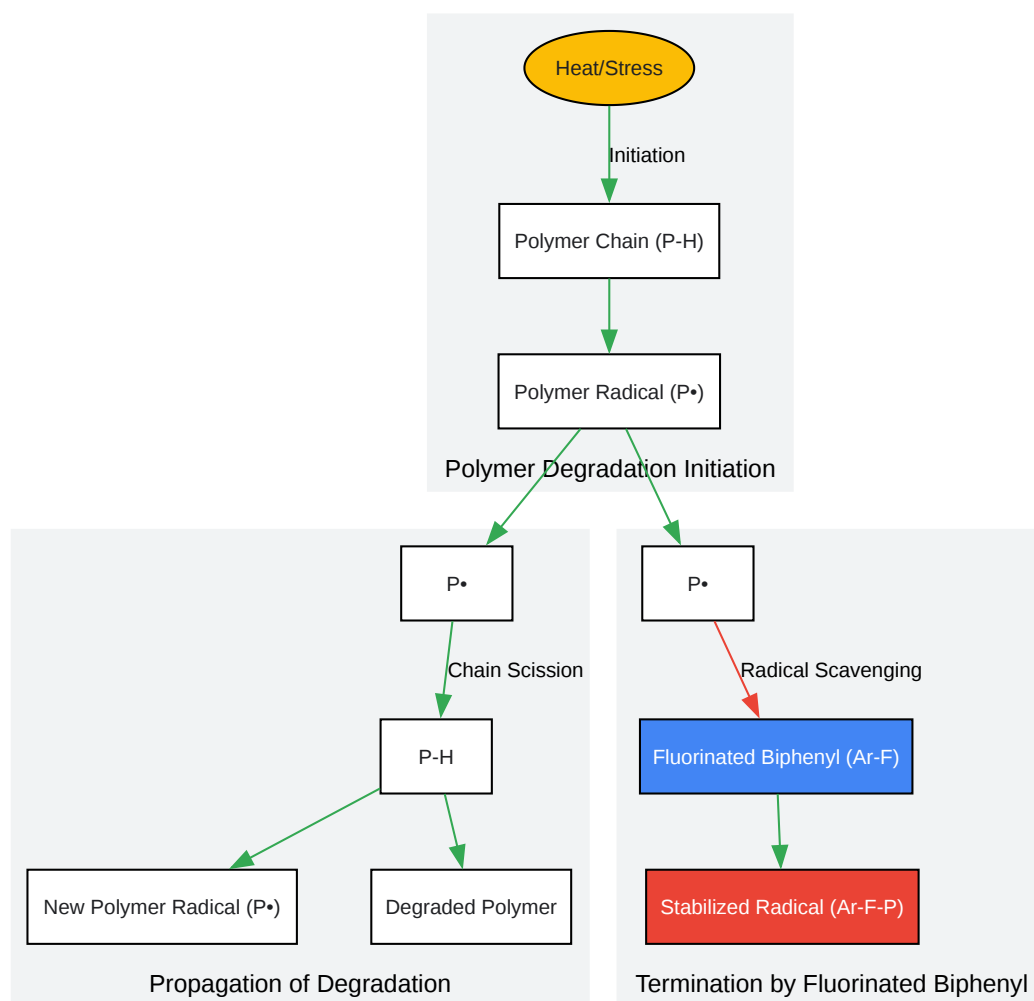 Heat/Stress
Initiation
Polymer Chain (P-H)
Polymer Radical (P•)
Polymer Degradation Initiation
P•
Chain Scission
P-H
New Polymer Radical (P•)
Degraded Polymer
Propagation of Degradation
P•
Radical Scavenging
Fluorinated Biphenyl (Ar-F)
Stabilized Radical (Ar-F-P)
Termination by Fluorinated Biphenyl